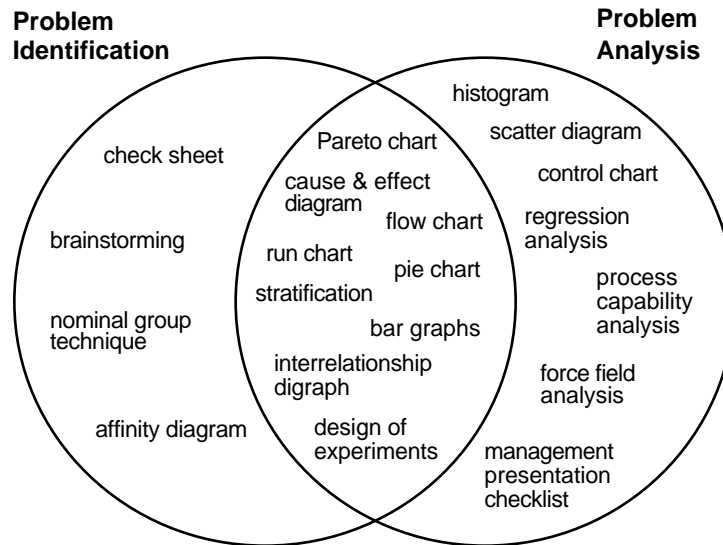 Problem
Identification
Problem
Analysis
check sheet
brainstorming
nominal group
technique
affinity diagram
Pareto chart
cause & effect
diagram
flow chart
run chart
pie chart
stratification
bar graphs
interrelationship
digraph
design of
experiments
histogram
scatter diagram
control chart
regression
analysis
process
capability
analysis
force field
analysis
management
presentation
checklist